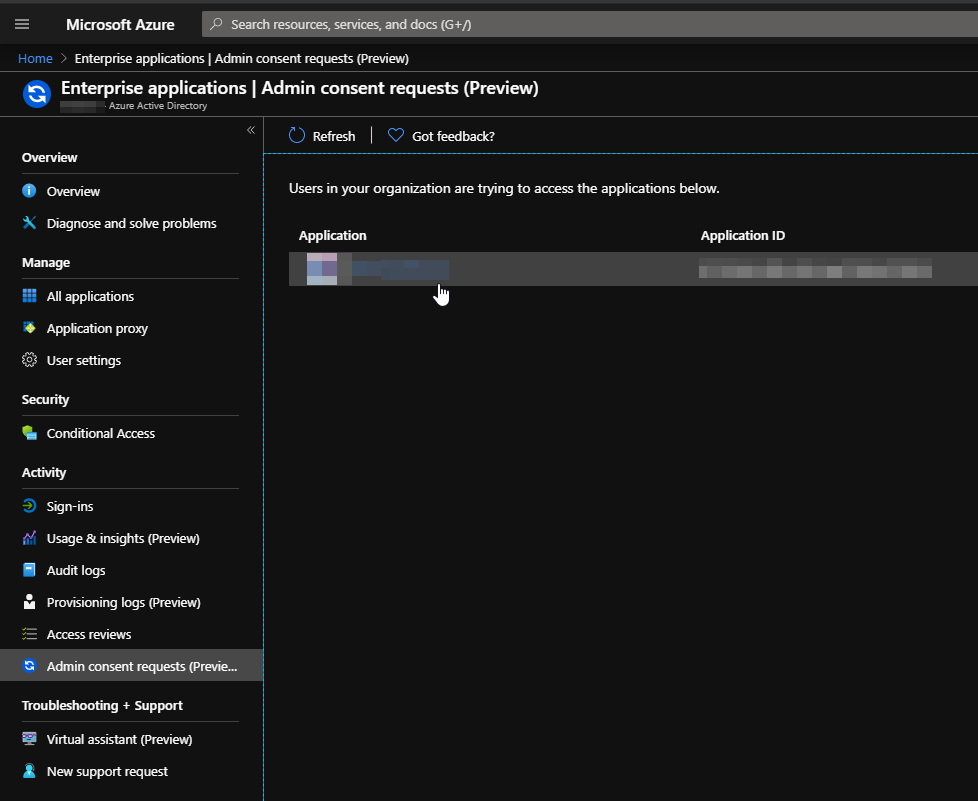 Microsoft Azure
Search resources, services, and docs (G+/)
Home > Enterprise applications | Admin consent requests (Preview)
Enterprise applications | Admin consent requests (Preview)
- Azure Active Directory
«
Refresh | Got feedback?
Overview
Overview
Diagnose and solve problems
Manage
All applications
Application proxy
User settings
Security
Conditional Access
Activity
Sign-ins
Usage & insights (Preview)
Audit logs
Provisioning logs (Preview)
Access reviews
Admin consent requests (Previe...
Troubleshooting + Support
Virtual assistant (Preview)
New support request
Users in your organization are trying to access the applications below.
Application Application ID